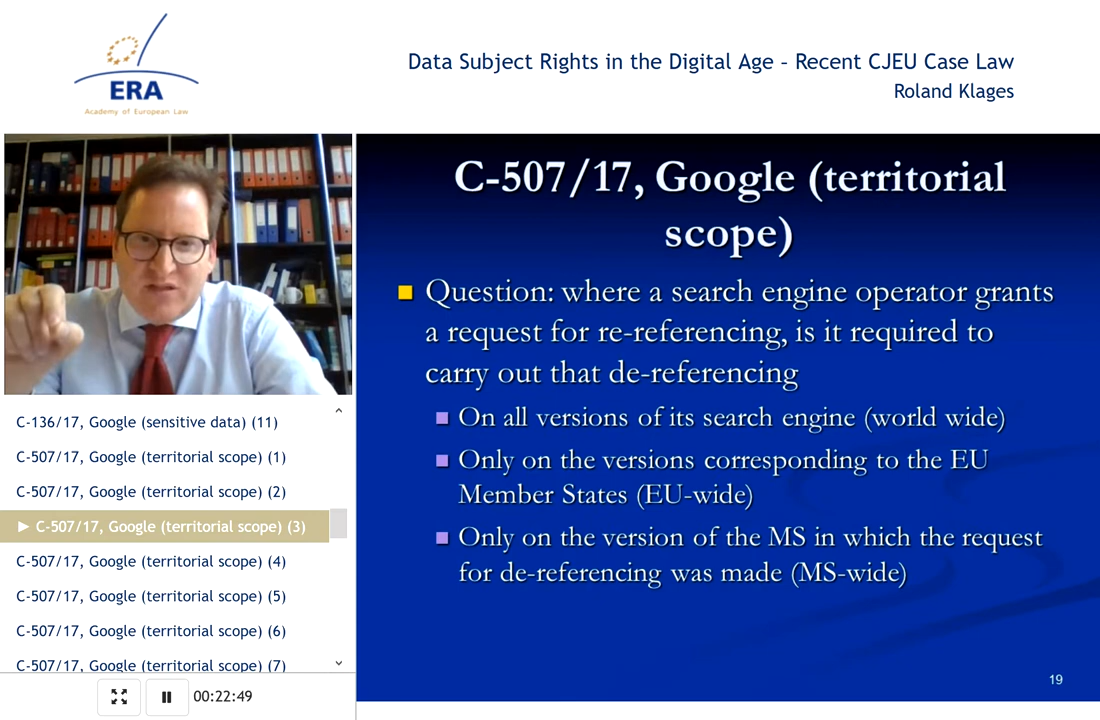 ERA
Academy of European Law
Data Subject Rights in the Digital Age – Recent CJEU Case Law
Roland Klages
C-136/17, Google (sensitive data) (11)
C-507/17, Google (territorial scope) (1)
C-507/17, Google (territorial scope) (2)
► C-507/17, Google (territorial scope) (3)
C-507/17, Google (territorial scope) (4)
C-507/17, Google (territorial scope) (5)
C-507/17, Google (territorial scope) (6)
C-507/17, Google (territorial scope) (7)
00:22:49
C-507/17, Google (territorial
scope)
Question: where a search engine operator grants
a request for re-referencing, is it required to
carry out that de-referencing
On all versions of its search engine (world wide)
Only on the versions corresponding to the EU
Member States (EU-wide)
Only on the version of the MS in which the request
for de-referencing was made (MS-wide)
19